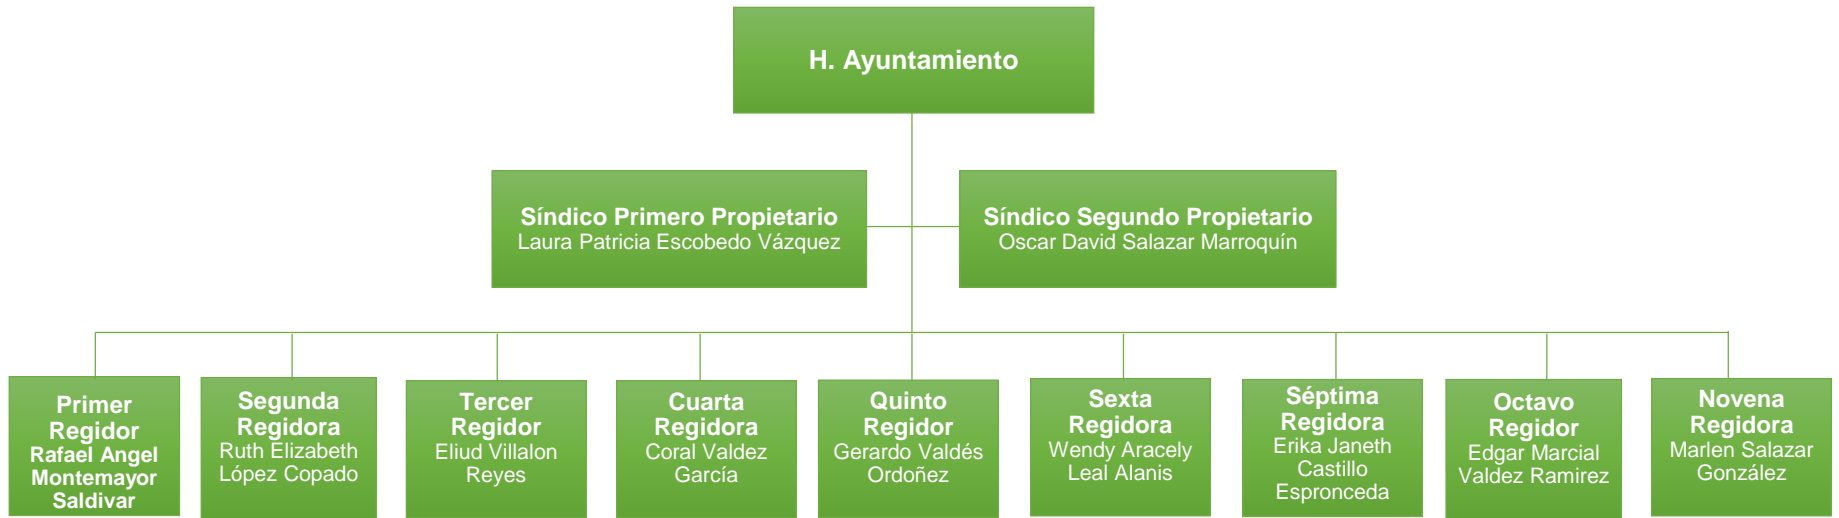 H. Ayuntamiento
Síndico Primero Propietario
Laura Patricia Escobedo Vázquez
Síndico Segundo Propietario
Oscar David Salazar Marroquín
Primer
Regidor
Rafael Angel
Montemayor
Saldivar
Segunda
Regidora
Ruth Elizabeth
López Copado
Tercer
Regidor
Eliud Villalon
Reyes
Cuarta
Regidora
Coral Valdez
García
Quinto
Regidor
Gerardo Valdés
Ordoñez
Sexta
Regidora
Wendy Aracely
Leal Alanis
Séptima
Regidora
Erika Janeth
Castillo
Espronceda
Octavo
Regidor
Edgar Marcial
Valdez Ramirez
Novena
Regidora
Marlen Salazar
González